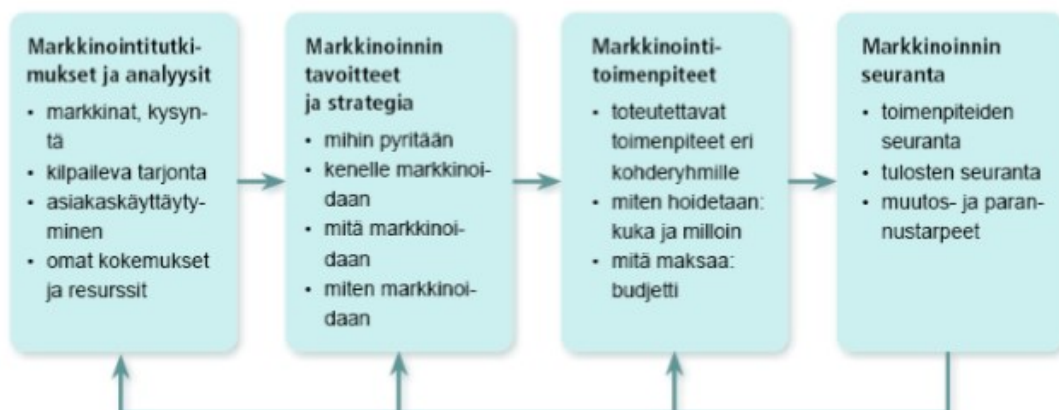 Markkinointitutki-
mukset ja analyysit
• markkinat, kysyn-
tä
• kilpaileva tarjonta
• asiakaskäyttäyty-
minen
• omat kokemukset
ja resurssit
Markkinoinnin
tavoitteet
ja strategia
• mihin pyritään
• kenelle markkinoi-
daan
• mitä markkinoi-
daan
• miten markkinoi-
daan
Markkinointi-
toimenpiteet
• toteutettavat
toimenpiteet eri
kohderyhmille
• miten hoidetaan:
kuka ja milloin
• mitä maksaa:
budjetti
Markkinoinnin
seuranta
• toimenpiteiden
seuranta
• tulosten seuranta
• muutos- ja paran-
nustarpeet